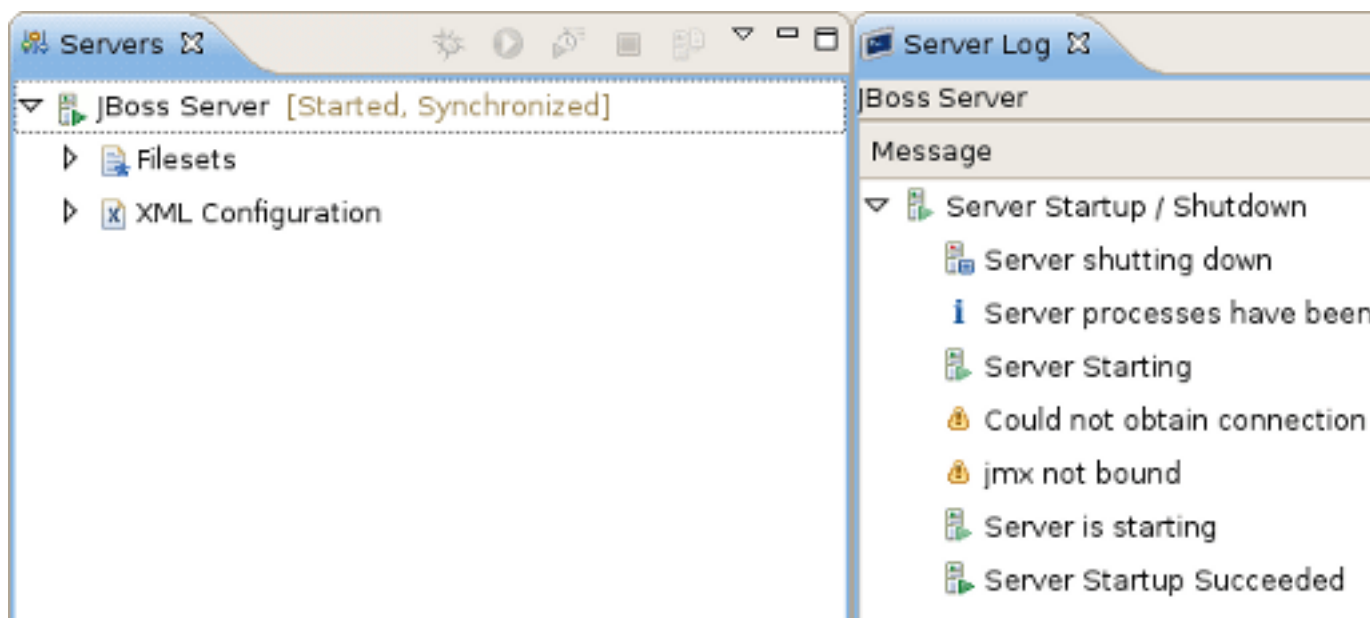 Servers
JBoss Server [Started, Synchronized]
Filesets
XML Configuration
Server Log
JBoss Server
Message
Server Startup / Shutdown
Server shutting down
Server processes have been
Server Starting
Could not obtain connection
jmx not bound
Server is starting
Server Startup Succeeded